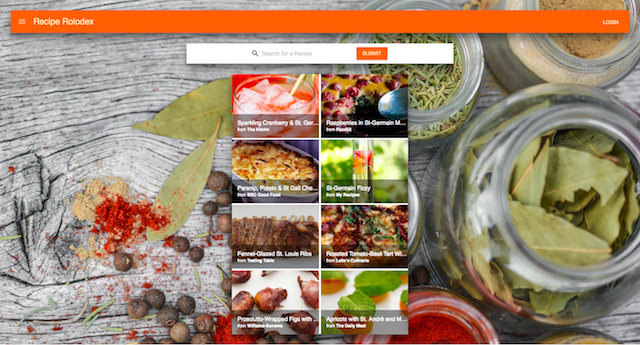 Recipe Rolodex
LOGIN
Search for a Recipe
SUBMIT
Sparkling Cranberry & St. Ger...
from The Kitchn
Raspberries in St-Germain M...
from Food52
Parsnip, Potato & St Gall Che...
from BBC Good Food
St-Germain Fizzy
from My Recipes
Fennel-Glazed St. Louis Ribs
from Tasting Table
Roasted Tomato-Basil Tart Wi...
from Leite's Culinaria
Prosciutto-Wrapped Figs with ...
from Williams-Sonoma
Apricots with St. André and M...
from The Daily Meal